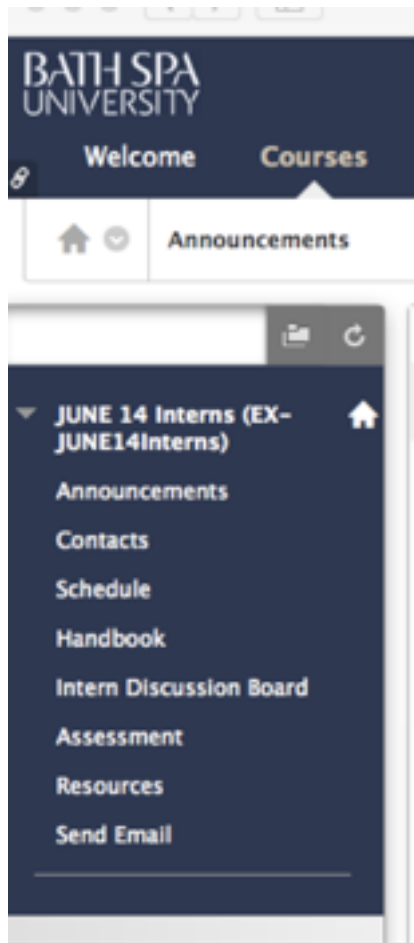 BATH SPA
UNIVERSITY
Welcome Courses
Announcements
JUNE 14 Interns (EX-
JUNE14Interns)
Announcements
Contacts
Schedule
Handbook
Intern Discussion Board
Assessment
Resources
Send Email